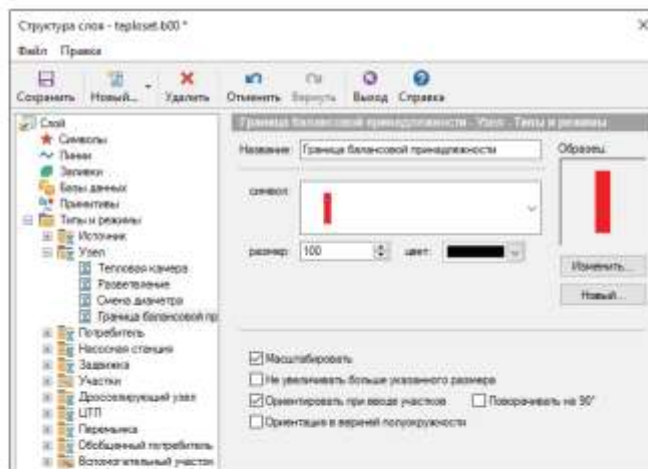 Структура слоя - teploset.b00 *
Файл Правка
Сохранить Новый... Удалить Отменить Вернуть Выход Справка
Слой
Символы
Линии
Заливки
Базы данных
Примитивы
Типы и режимы
Источник
Узел
Тепловая камера
Разветвление
Смена диаметра
Граница балансовой пр
Потребитель
Насосная станция
Задвижка
Участки
Дросселирующий узел
ЦТП
Перемычка
Обобщенный потребитель
Вспомогательный участок
Граница балансовой принадлежности - Узел - Типы и режимы
Название: Граница балансовой принадлежности
Образец:
символ:
размер: 100 цвет:
Изменить...
Новый...
Масштабировать
Не увеличивать больше указанного размера
Ориентировать при вводе участков Поворачивать на 90°
Ориентация в верхней полуокружности